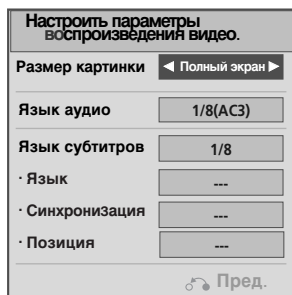 Настроить параметры
воспроизведения видео.
Размер картинки ◀ Полный экран ▶
Язык аудио 1/8(AC3)
Язык субтитров 1/8
· Язык ---
· Синхронизация ---
· Позиция ---
Пред.